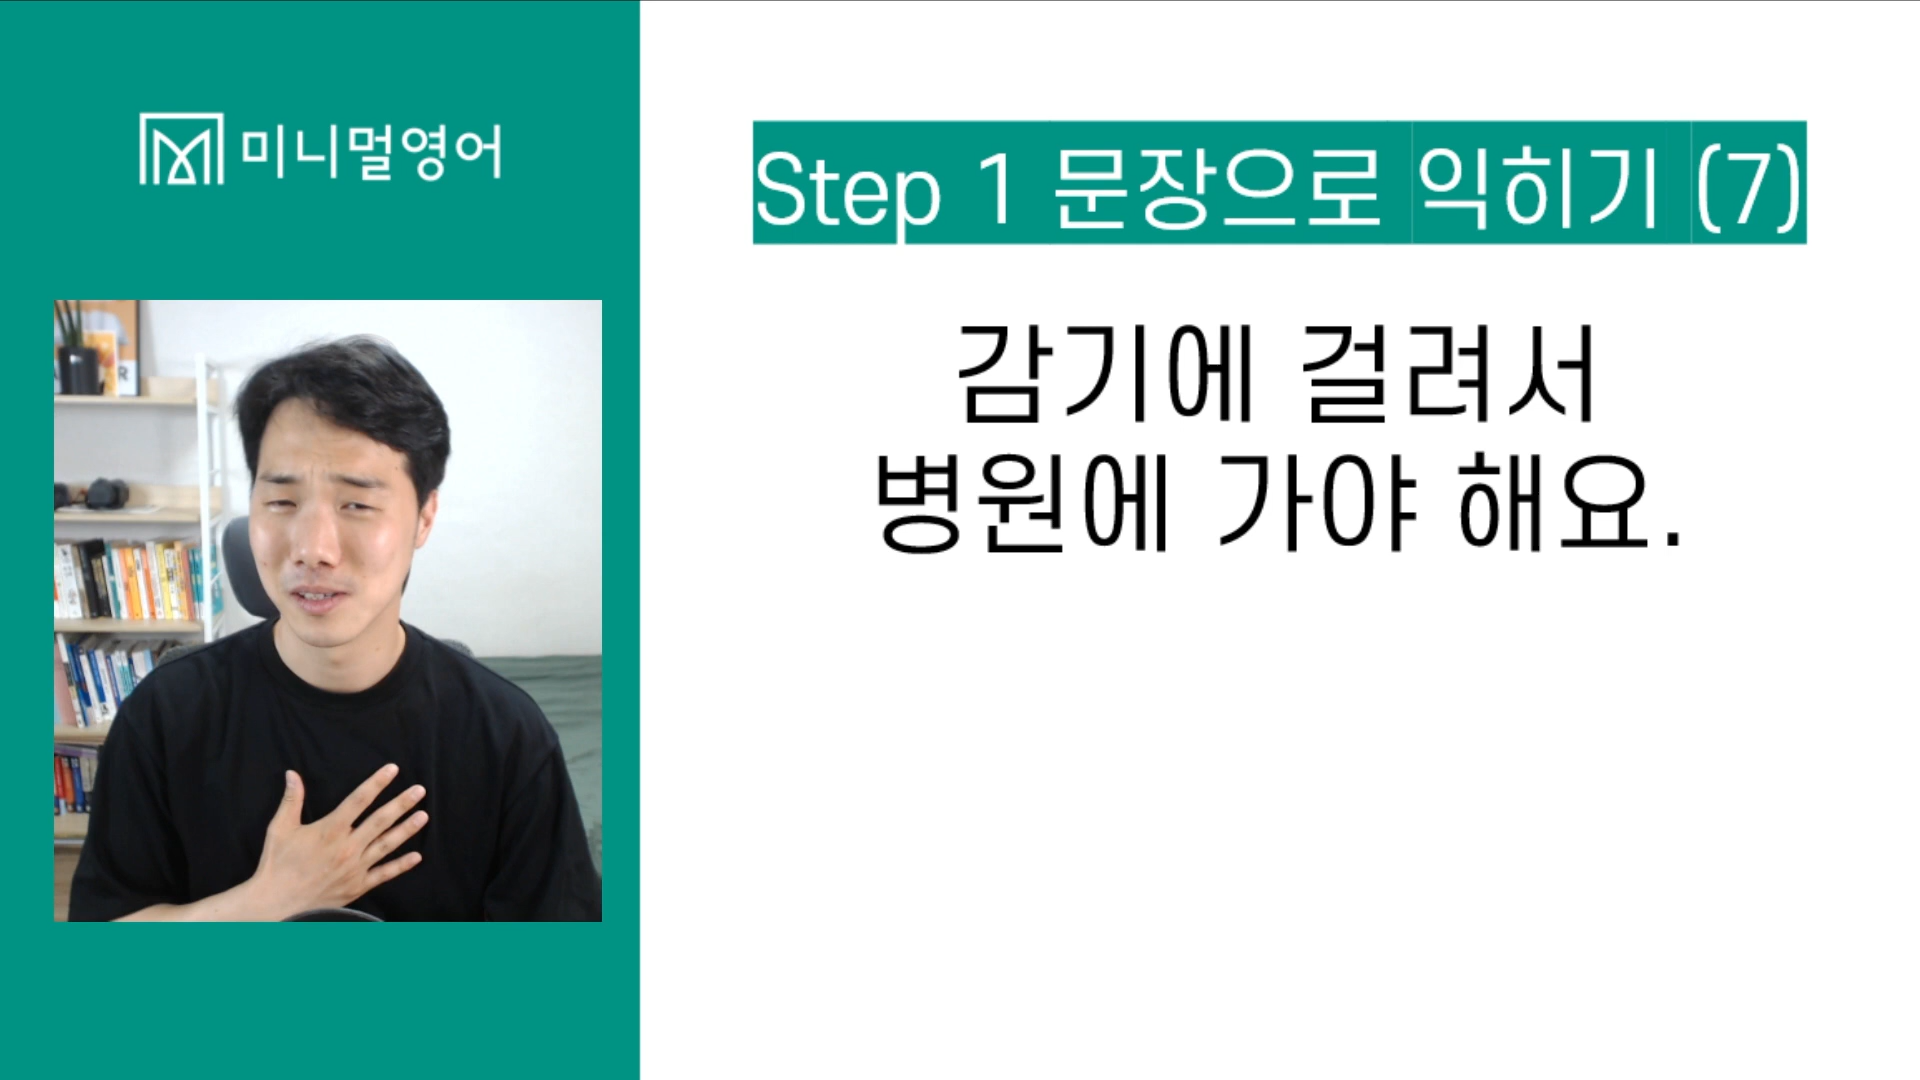 미니멀영어
Step 1 문장으로 익히기 (7)
감기에 걸려서
병원에 가야 해요.